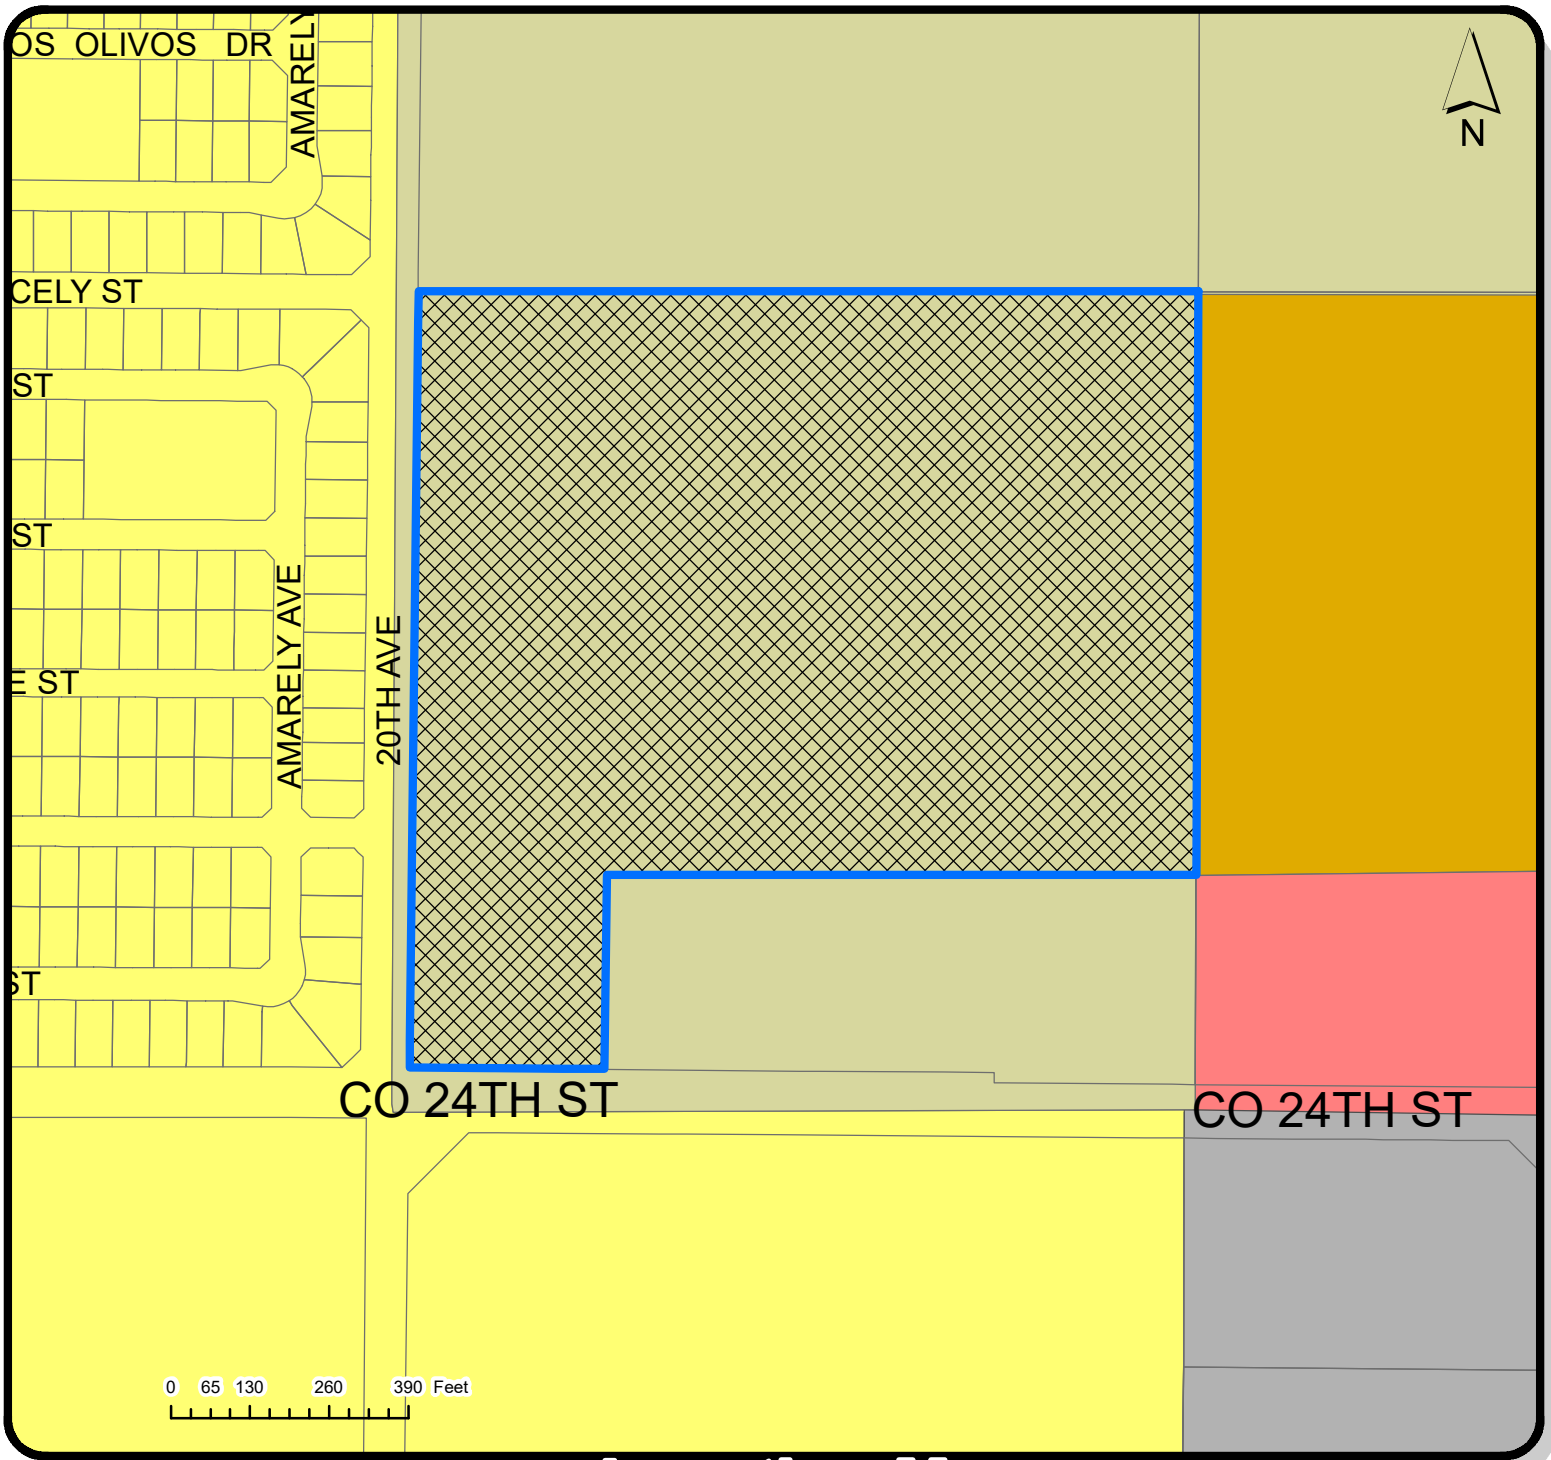 OS OLIVOS DR
AMARELY
N
CELY ST
ST
ST
AMARELY AVE
20TH AVE
E ST
ST
CO 24TH ST
CO 24TH ST
0 65 130 260 390 Feet